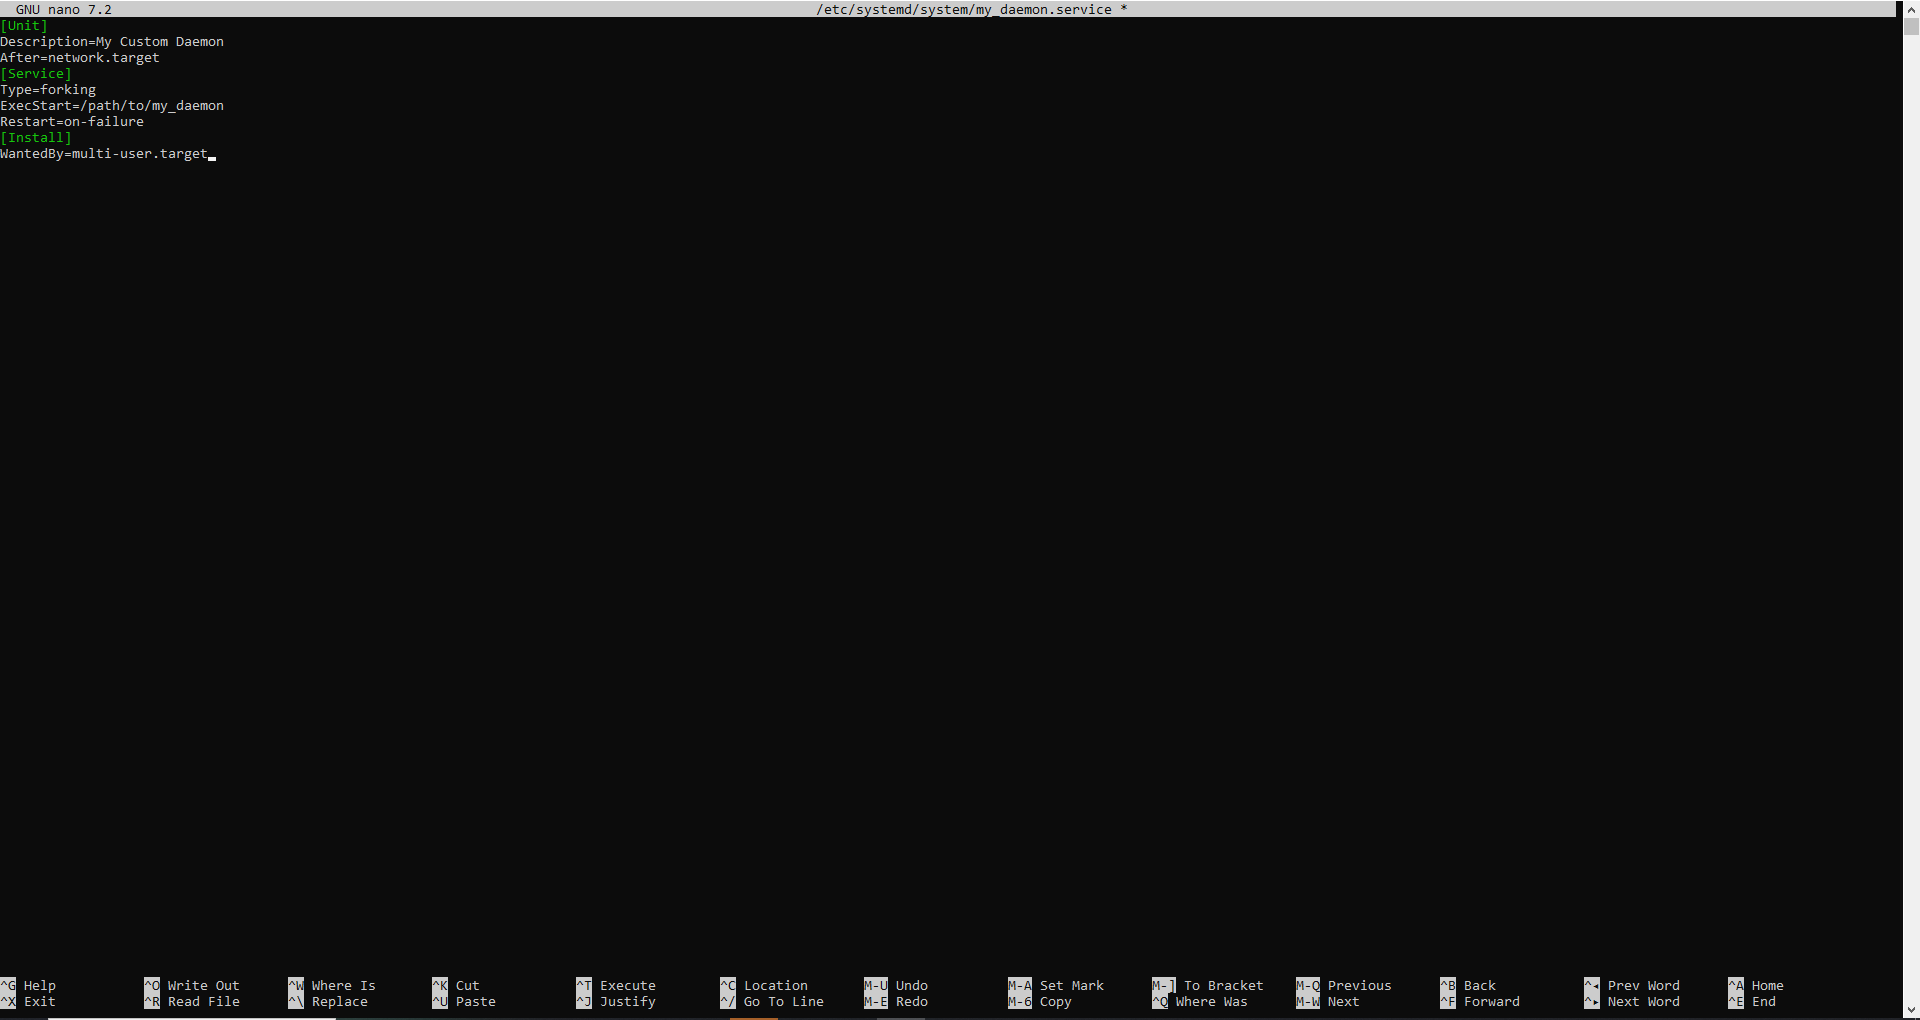 GNU nano 7.2 /etc/systemd/system/my_daemon.service *
[Unit]
Description=My Custom Daemon
After=network.target
[Service]
Type=forking
ExecStart=/path/to/my_daemon
Restart=on-failure
[Install]
WantedBy=multi-user.target
^G Help ^O Write Out ^W Where Is ^K Cut ^T Execute ^C Location M-U Undo M-A Set Mark M-] To Bracket M-Q Previous ^B Back ^◂ Prev Word ^A Home
^X Exit ^R Read File ^\ Replace ^U Paste ^J Justify ^/ Go To Line M-E Redo M-6 Copy ^Q Where Was M-W Next ^F Forward ^▸ Next Word ^E End